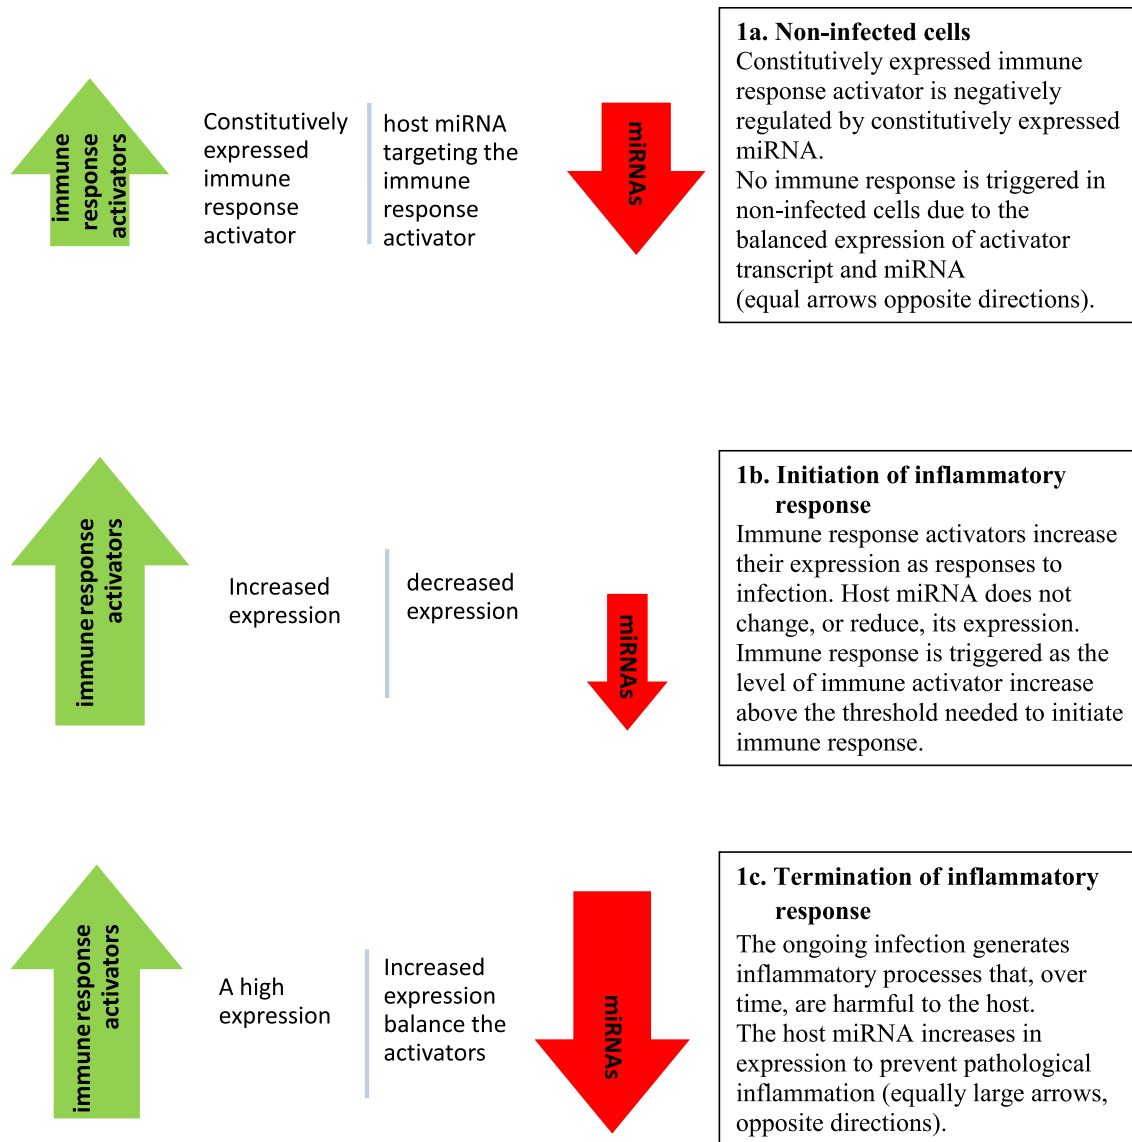 immune
response
activators
Constitutively
expressed
immune
response
activator
host miRNA
targeting the
immune
response
activator
miRNAs
1a. Non-infected cells
Constitutively expressed immune
response activator is negatively
regulated by constitutively expressed
miRNA.
No immune response is triggered in
non-infected cells due to the
balanced expression of activator
transcript and miRNA
(equal arrows opposite directions).
immune response
activators
Increased
expression
decreased
expression
miRNAs
1b. Initiation of inflammatory
response
Immune response activators increase
their expression as responses to
infection. Host miRNA does not
change, or reduce, its expression.
Immune response is triggered as the
level of immune activator increase
above the threshold needed to initiate
immune response.
immune response
activators
A high
expression
Increased
expression
balance the
activators
miRNAs
1c. Termination of inflammatory
response
The ongoing infection generates
inflammatory processes that, over
time, are harmful to the host.
The host miRNA increases in
expression to prevent pathological
inflammation (equally large arrows,
opposite directions).